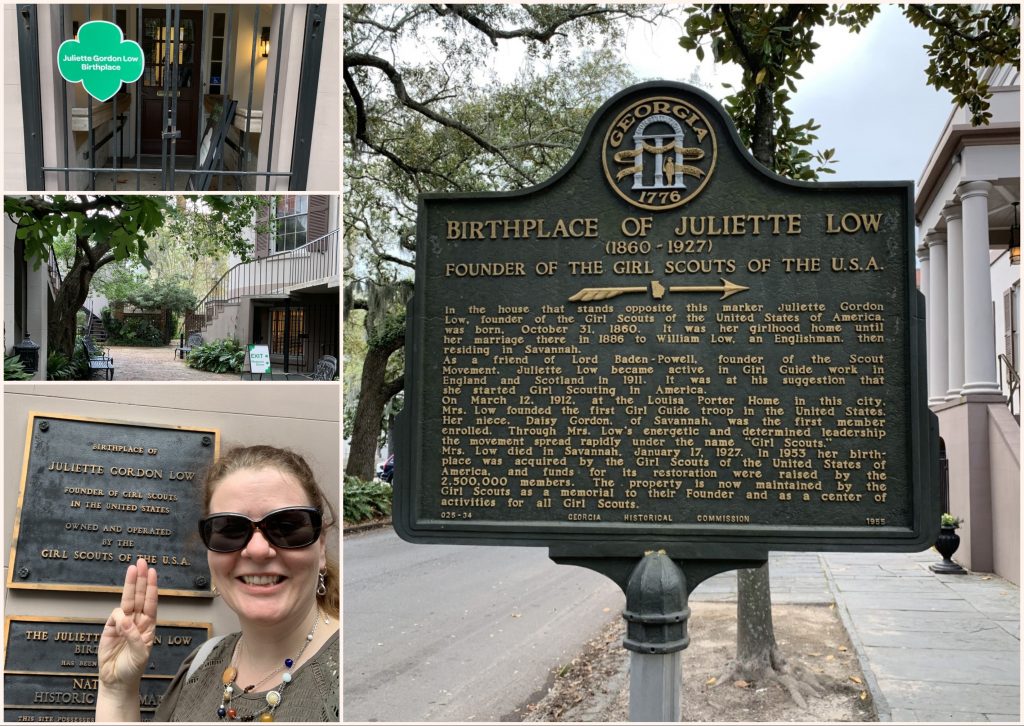 Juliette Gordon Low
Birthplace
EXIT
BIRTHPLACE OF
JULIETTE GORDON LOW
FOUNDER OF GIRL SCOUTS
IN THE UNITED STATES
OWNED AND OPERATED
BY THE
GIRL SCOUTS OF THE U.S.A.
THE JULIETTE GORDON LOW
BIRT
HAS BEEN
NAT
HISTORIC MARK
THIS SITE POSSESSES
GEORGIA
1776
BIRTHPLACE OF JULIETTE LOW
(1860-1927)
FOUNDER OF THE GIRL SCOUTS OF THE U.S.A.
In the house that stands opposite this marker Juliette Gordon
Low, founder of the Girl Scouts of the United States of America
was born, October 31, 1860. It was her girlhood home until
her marriage there in 1886 to William Low, an Englishman, then
residing in Savannah.
As a friend of Lord Baden-Powell, founder of the Scout
Movement, Juliette Low became active in Girl Guide work in
England and Scotland in 1911. It was at his suggestion that
she started Girl Scouting in America.
On March 12, 1912, at the Louisa Porter Home in this city,
Mrs. Low founded the first Girl Guide troop in the United States.
Her niece, Daisy Gordon, of Savannah, was the first member
enrolled. Through Mrs. Low's energetic and determined leadership
the movement spread rapidly under the name "Girl Scouts."
Mrs. Low died in Savannah, January 17, 1927. In 1953 her birth-
place was acquired by the Girl Scouts of the United States of
America, and funds for its restoration were raised by the
2,500,000 members. The property is now maintained by the
Girl Scouts as a memorial to their Founder and as a center of
activities for all Girl Scouts.
025-34 GEORGIA HISTORICAL COMMISSION 1955